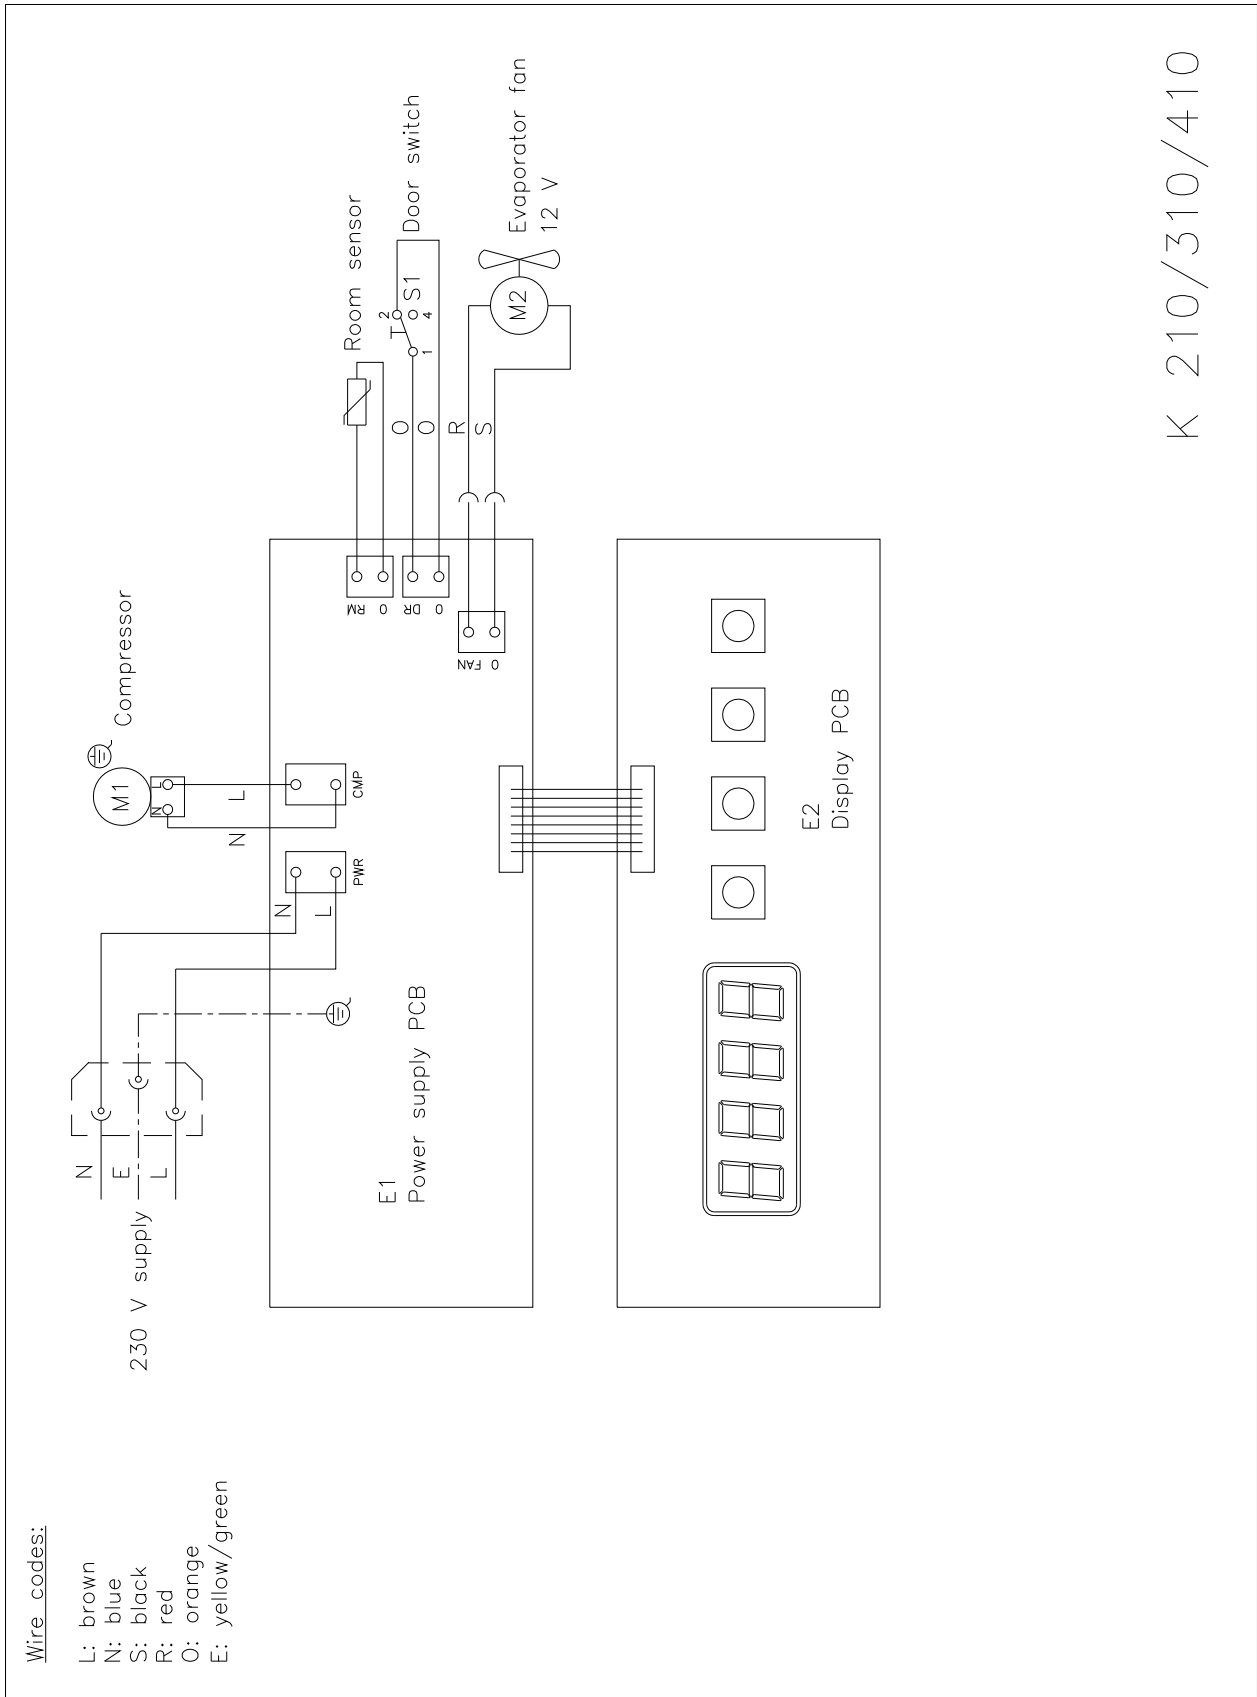 Wire codes:
L: brown
N: blue
S: black
R: red
O: orange
E: yellow/green
230 V supply
N
E
L
N
L
PWR
M1
N
L
Compressor
N
L
CMP
E1
Power supply PCB
RM
0
DR
0
FAN
0
Room sensor
O
O
1
2
4
S1
Door switch
R
S
M2
Evaporator fan
12 V
E2
Display PCB
K 210/310/410